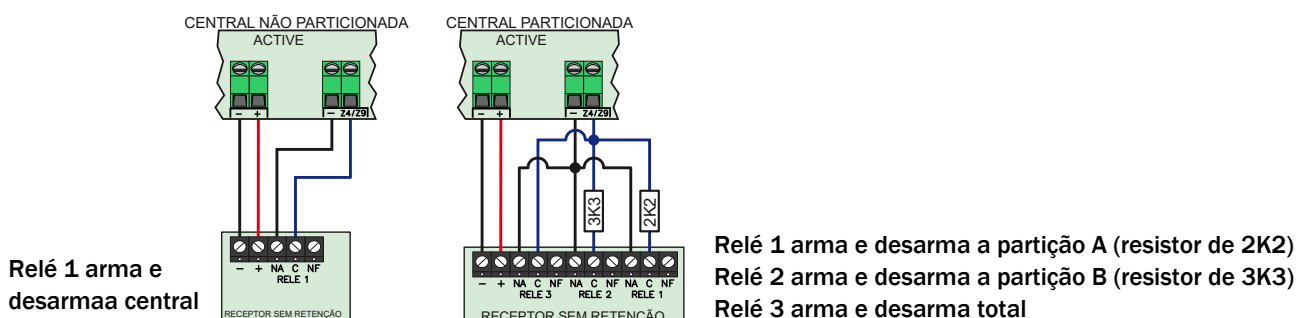 CENTRAL NÃO PARTICIONADA
ACTIVE
- + - Z4/Z9
- + NA C NF
RELE 1
RECEPTOR SEM RETENÇÃO
Relé 1 arma e
desarmaa central
CENTRAL PARTICIONADA
ACTIVE
- + - Z4/Z9
3K3
2K2
- + NA C NF NA C NF NA C NF
RELE 3 RELE 2 RELE 1
RECEPTOR SEM RETENÇÃO
Relé 1 arma e desarma a partição A (resistor de 2K2)
Relé 2 arma e desarma a partição B (resistor de 3K3)
Relé 3 arma e desarma total